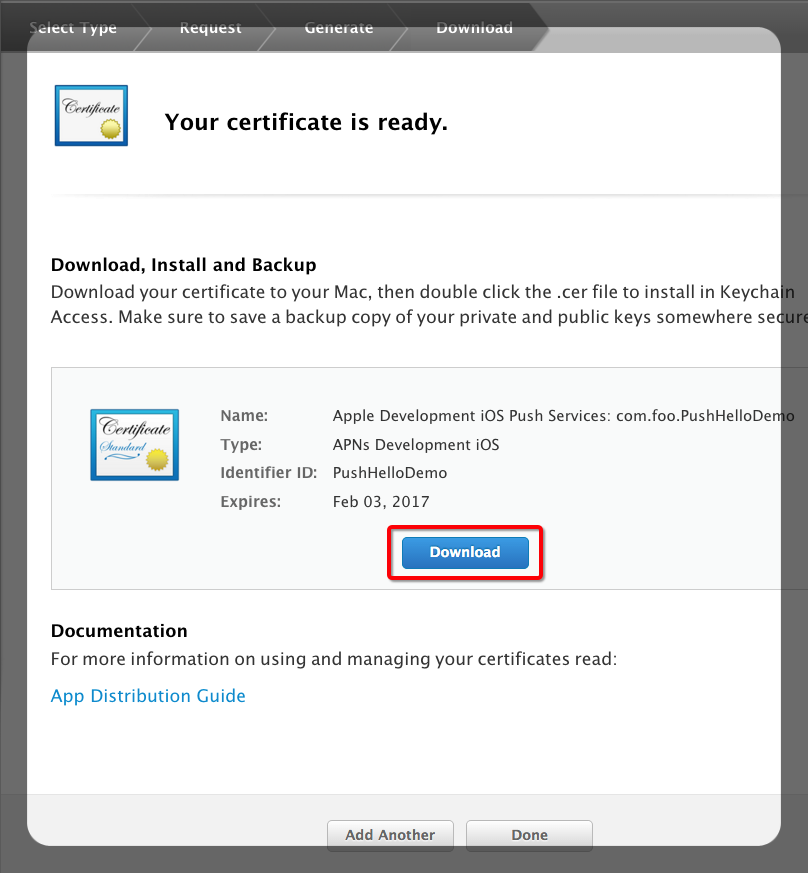 Select Type Request Generate Download
Certificate
Your certificate is ready.
Download, Install and Backup
Download your certificate to your Mac, then double click the .cer file to install in Keychain
Access. Make sure to save a backup copy of your private and public keys somewhere secure
Certificate
Standard
Name: Apple Development iOS Push Services: com.foo.PushHelloDemo
Type: APNs Development iOS
Identifier ID: PushHelloDemo
Expires: Feb 03, 2017
Download
Documentation
For more information on using and managing your certificates read:
App Distribution Guide
Add Another Done